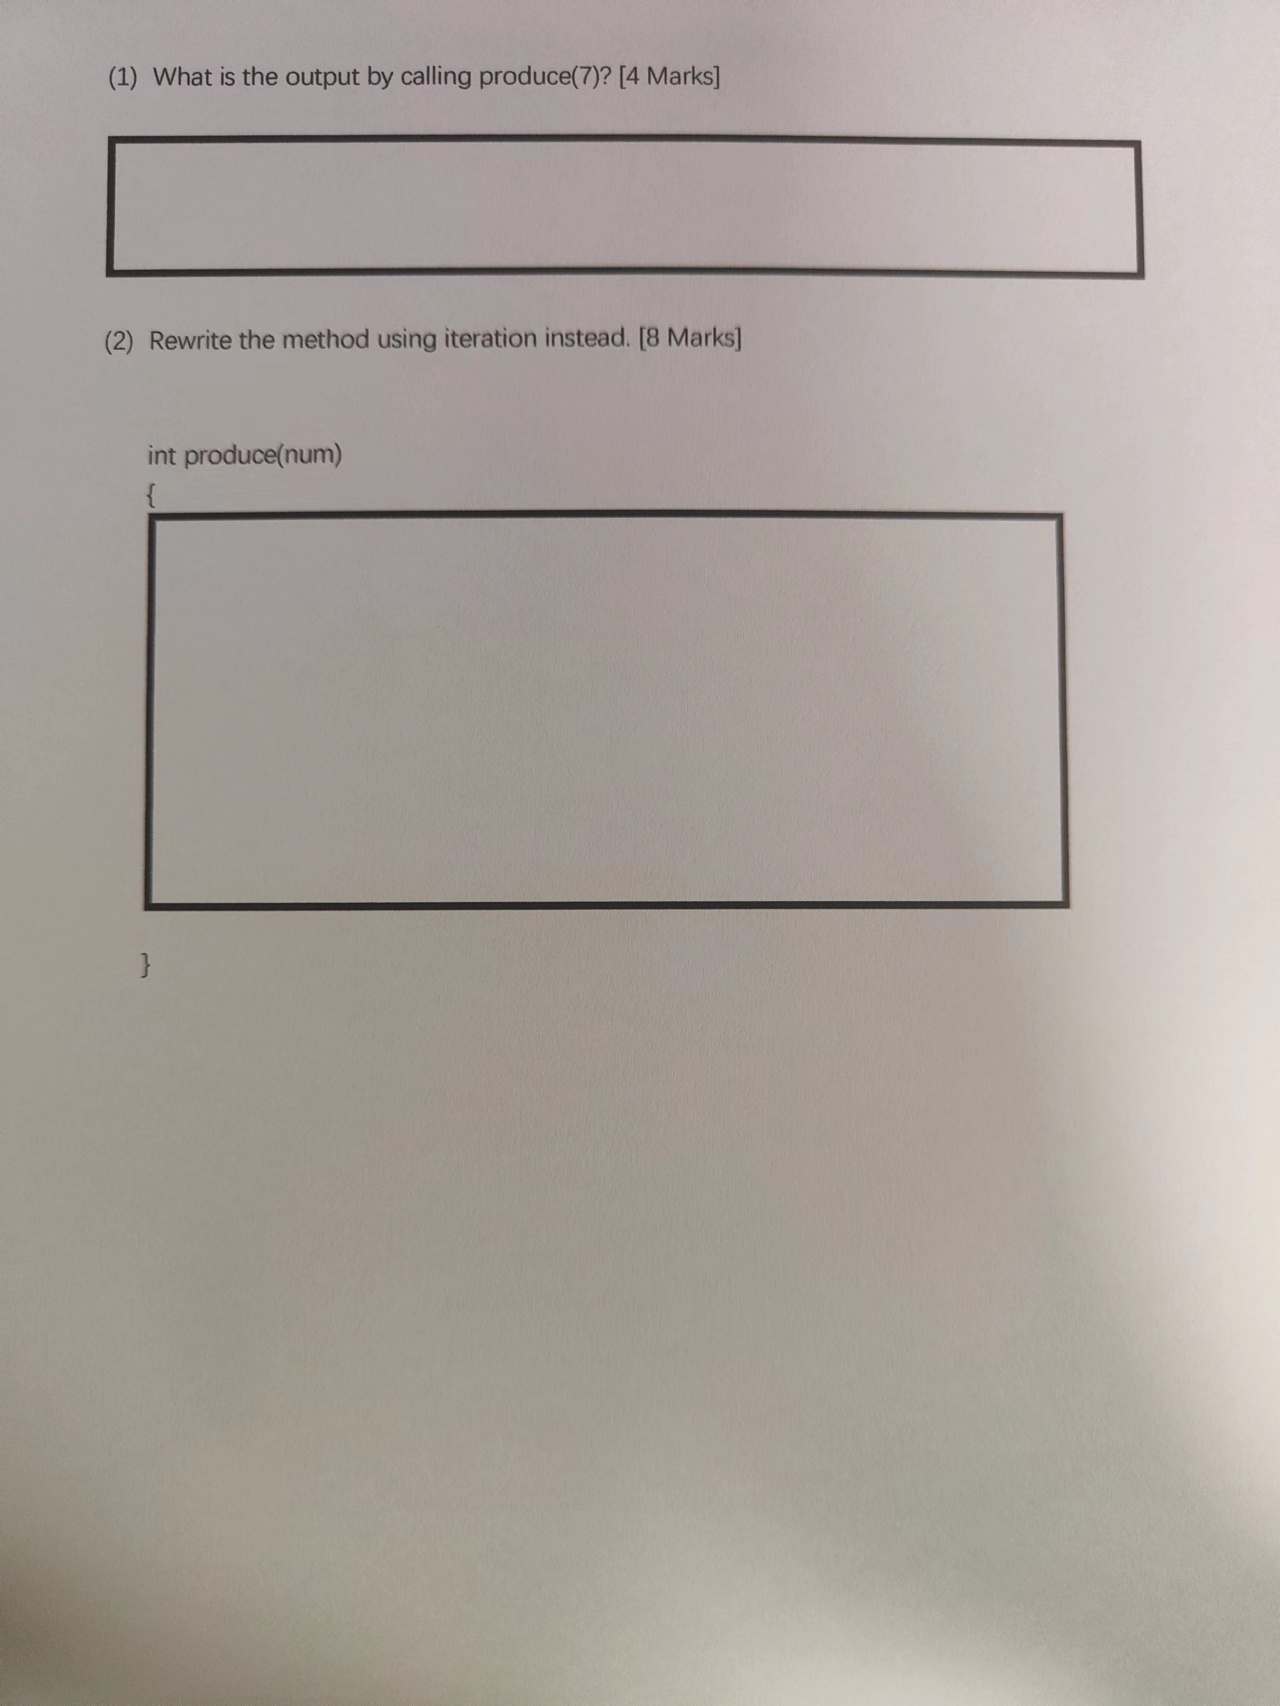 (1) What is the output by calling produce(7)? [4 Marks]
(2) Rewrite the method using iteration instead. [8 Marks]
int produce(num)
{
}